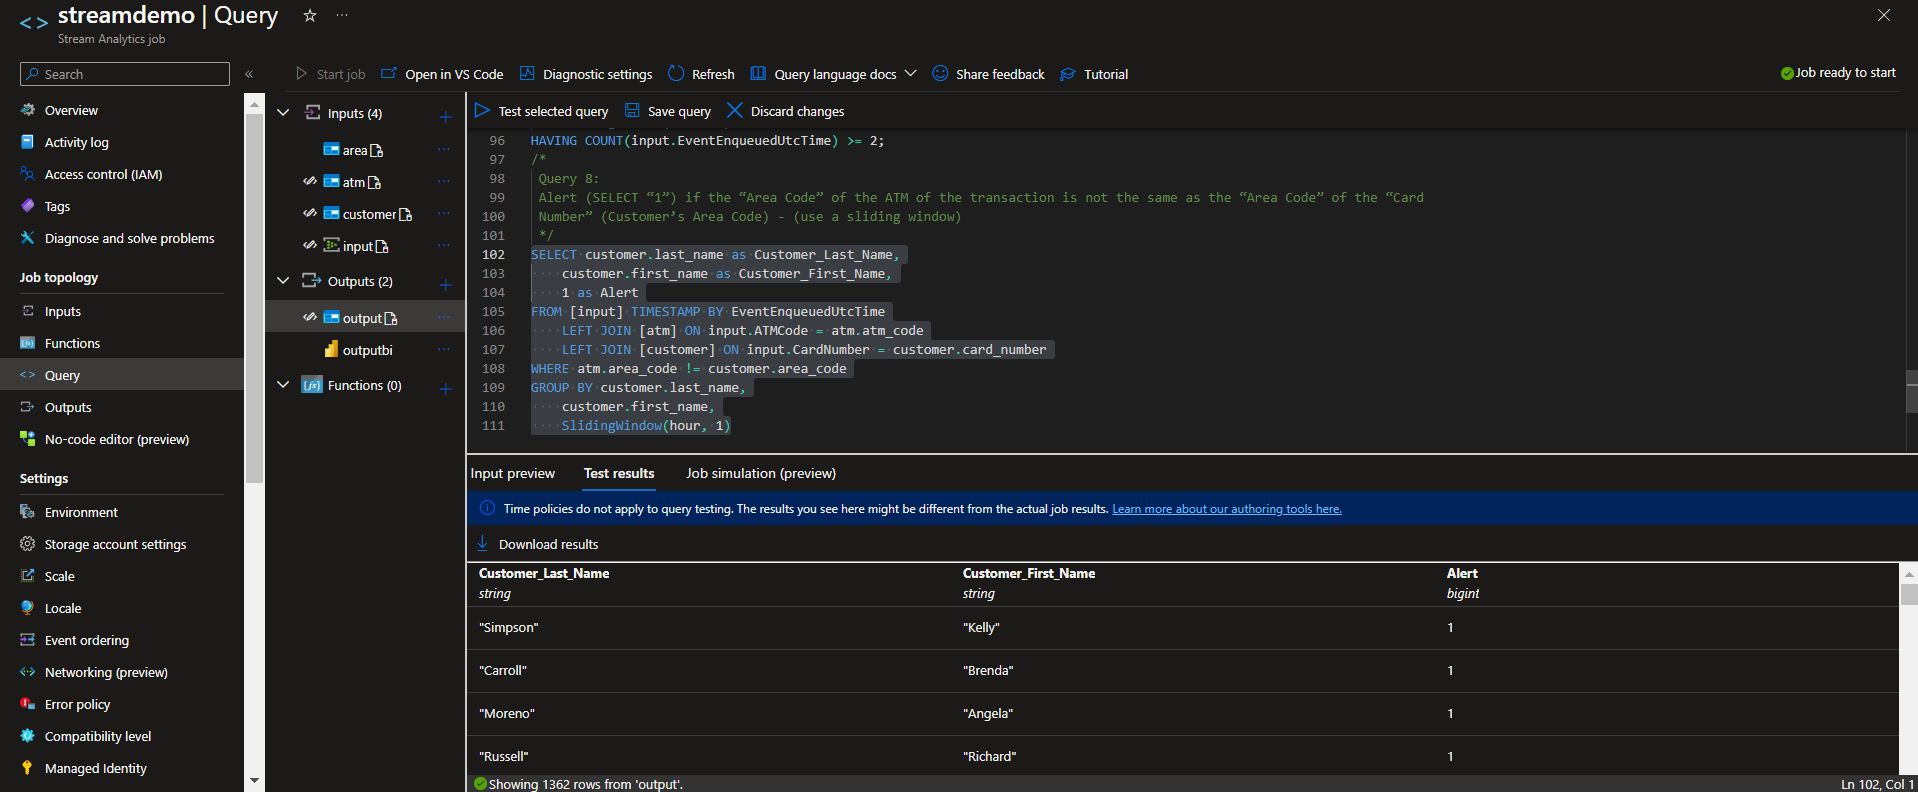 streamdemo | Query
Stream Analytics job
Search
Overview
Activity log
Access control (IAM)
Tags
Diagnose and solve problems
Job topology
Inputs
Functions
Query
Outputs
No-code editor (preview)
Settings
Environment
Storage account settings
Scale
Locale
Event ordering
Networking (preview)
Error policy
Compatibility level
Managed Identity
Start job
Open in VS Code
Diagnostic settings
Refresh
Query language docs
Share feedback
Tutorial
Job ready to start
Inputs (4)
area
atm
customer
input
Outputs (2)
output
outputbi
Functions (0)
Test selected query
Save query
Discard changes
96 HAVING COUNT(input.EventEnqueuedUtcTime) >= 2;
97 /*
98 Query 8:
99 Alert (SELECT “1”) if the “Area Code” of the ATM of the transaction is not the same as the “Area Code” of the “Card
100 Number” (Customer’s Area Code) - (use a sliding window)
101 */
102 SELECT customer.last_name as Customer_Last_Name,
103 customer.first_name as Customer_First_Name,
104 1 as Alert
105 FROM [input] TIMESTAMP BY EventEnqueuedUtcTime
106 LEFT JOIN [atm] ON input.ATMCode = atm.atm_code
107 LEFT JOIN [customer] ON input.CardNumber = customer.card_number
108 WHERE atm.area_code != customer.area_code
109 GROUP BY customer.last_name,
110 customer.first_name,
111 SlidingWindow(hour, 1)
Input preview
Test results
Job simulation (preview)
Time policies do not apply to query testing. The results you see here might be different from the actual job results. Learn more about our authoring tools here.
Download results
Customer_Last_Name Customer_First_Name Alert
string string bigint
"Simpson" "Kelly" 1
"Carroll" "Brenda" 1
"Moreno" "Angela" 1
"Russell" "Richard" 1
Showing 1362 rows from 'output'.
Ln 102, Col 1